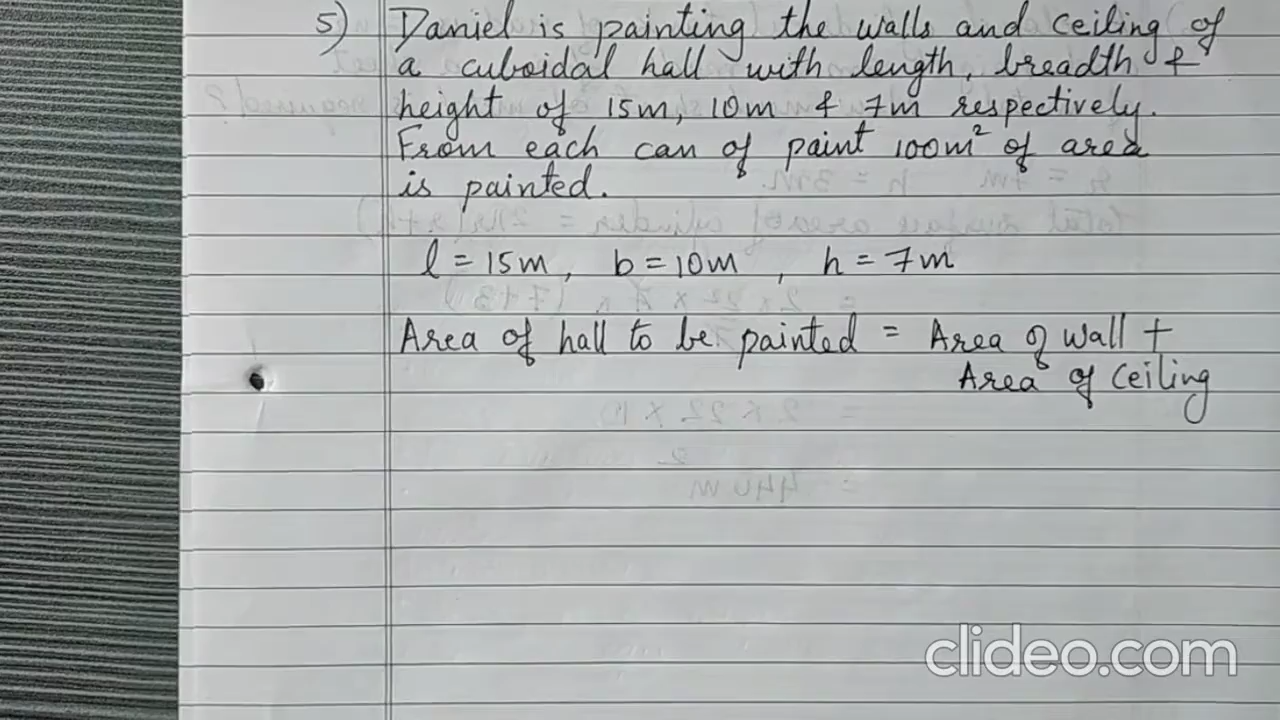 5) Daniel is painting the walls and ceiling of
a cuboidal hall with length, breadth &
height of 15m, 10m & 7m respectively.
From each can of paint 100m² of area
is painted.
l = 15m, b = 10m , h = 7m
Area of hall to be painted = Area of wall +
Area of ceiling
clideo.com